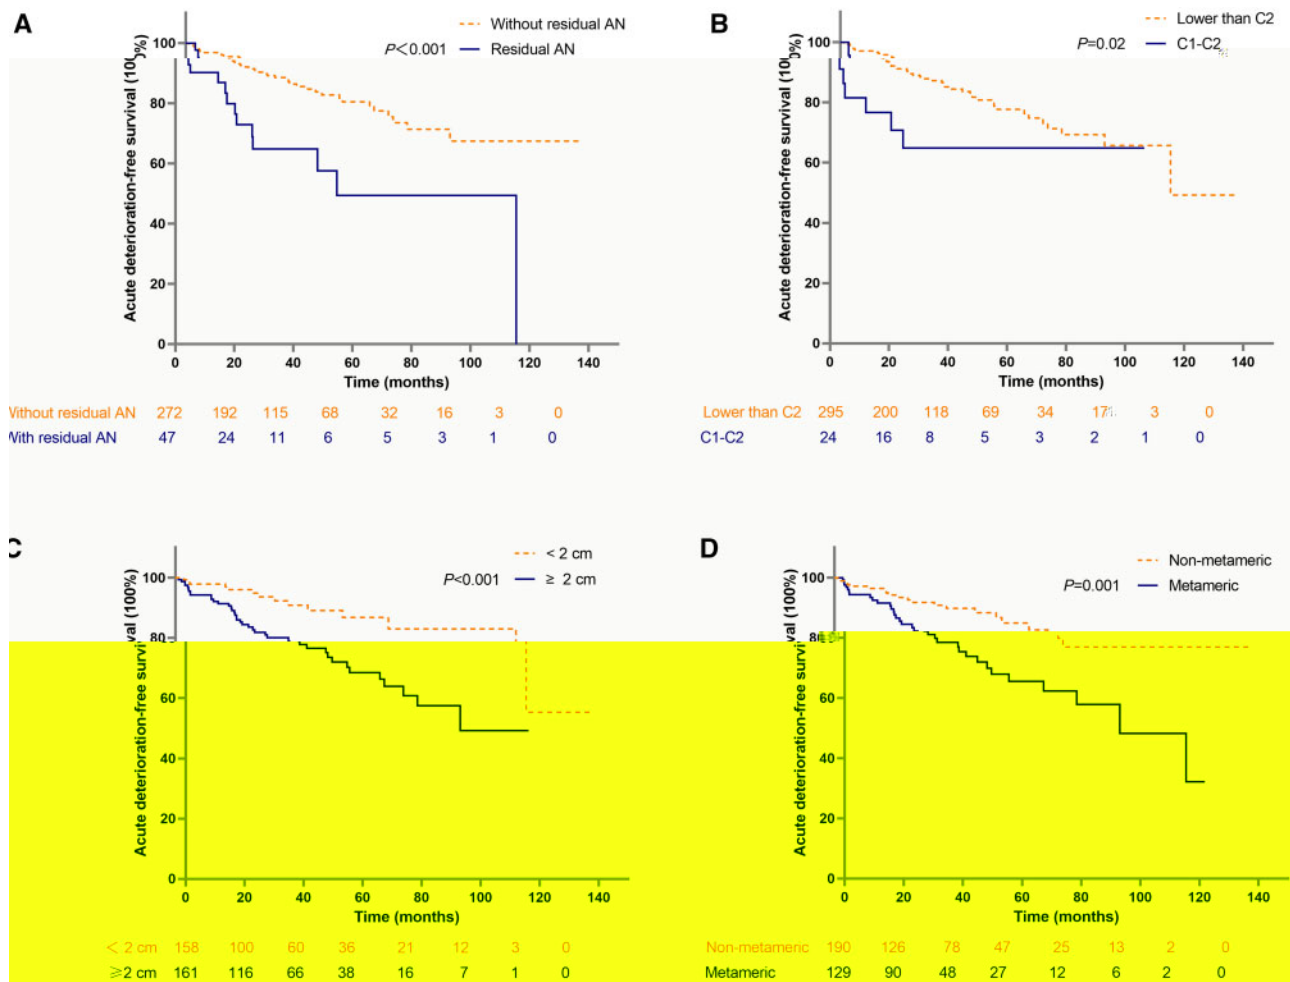 A
Without residual AN
P<0.001
Residual AN
Acute deterioration-free survival (100%)
100
80
60
40
20
0
0 20 40 60 80 100 120 140
Time (months)
Without residual AN 272 192 115 68 32 16 3 0
With residual AN 47 24 11 6 5 3 1 0
B
Lower than C2
P=0.02
C1-C2
Acute deterioration-free survival (100%)
100
80
60
40
20
0
0 20 40 60 80 100 120 140
Time (months)
Lower than C2 295 200 118 69 34 17 3 0
C1-C2 24 16 8 5 3 2 1 0
C
< 2 cm
P<0.001
≥ 2 cm
Acute deterioration-free survival (100%)
100
80
60
40
20
0
0 20 40 60 80 100 120 140
Time (months)
< 2 cm 158 100 60 36 21 12 3 0
≥2 cm 161 116 66 38 16 7 1 0
D
Non-metameric
P=0.001
Metameric
Acute deterioration-free survival (100%)
100
80
60
40
20
0
0 20 40 60 80 100 120 140
Time (months)
Non-metameric 190 126 78 47 25 13 2 0
Metameric 129 90 48 27 12 6 2 0